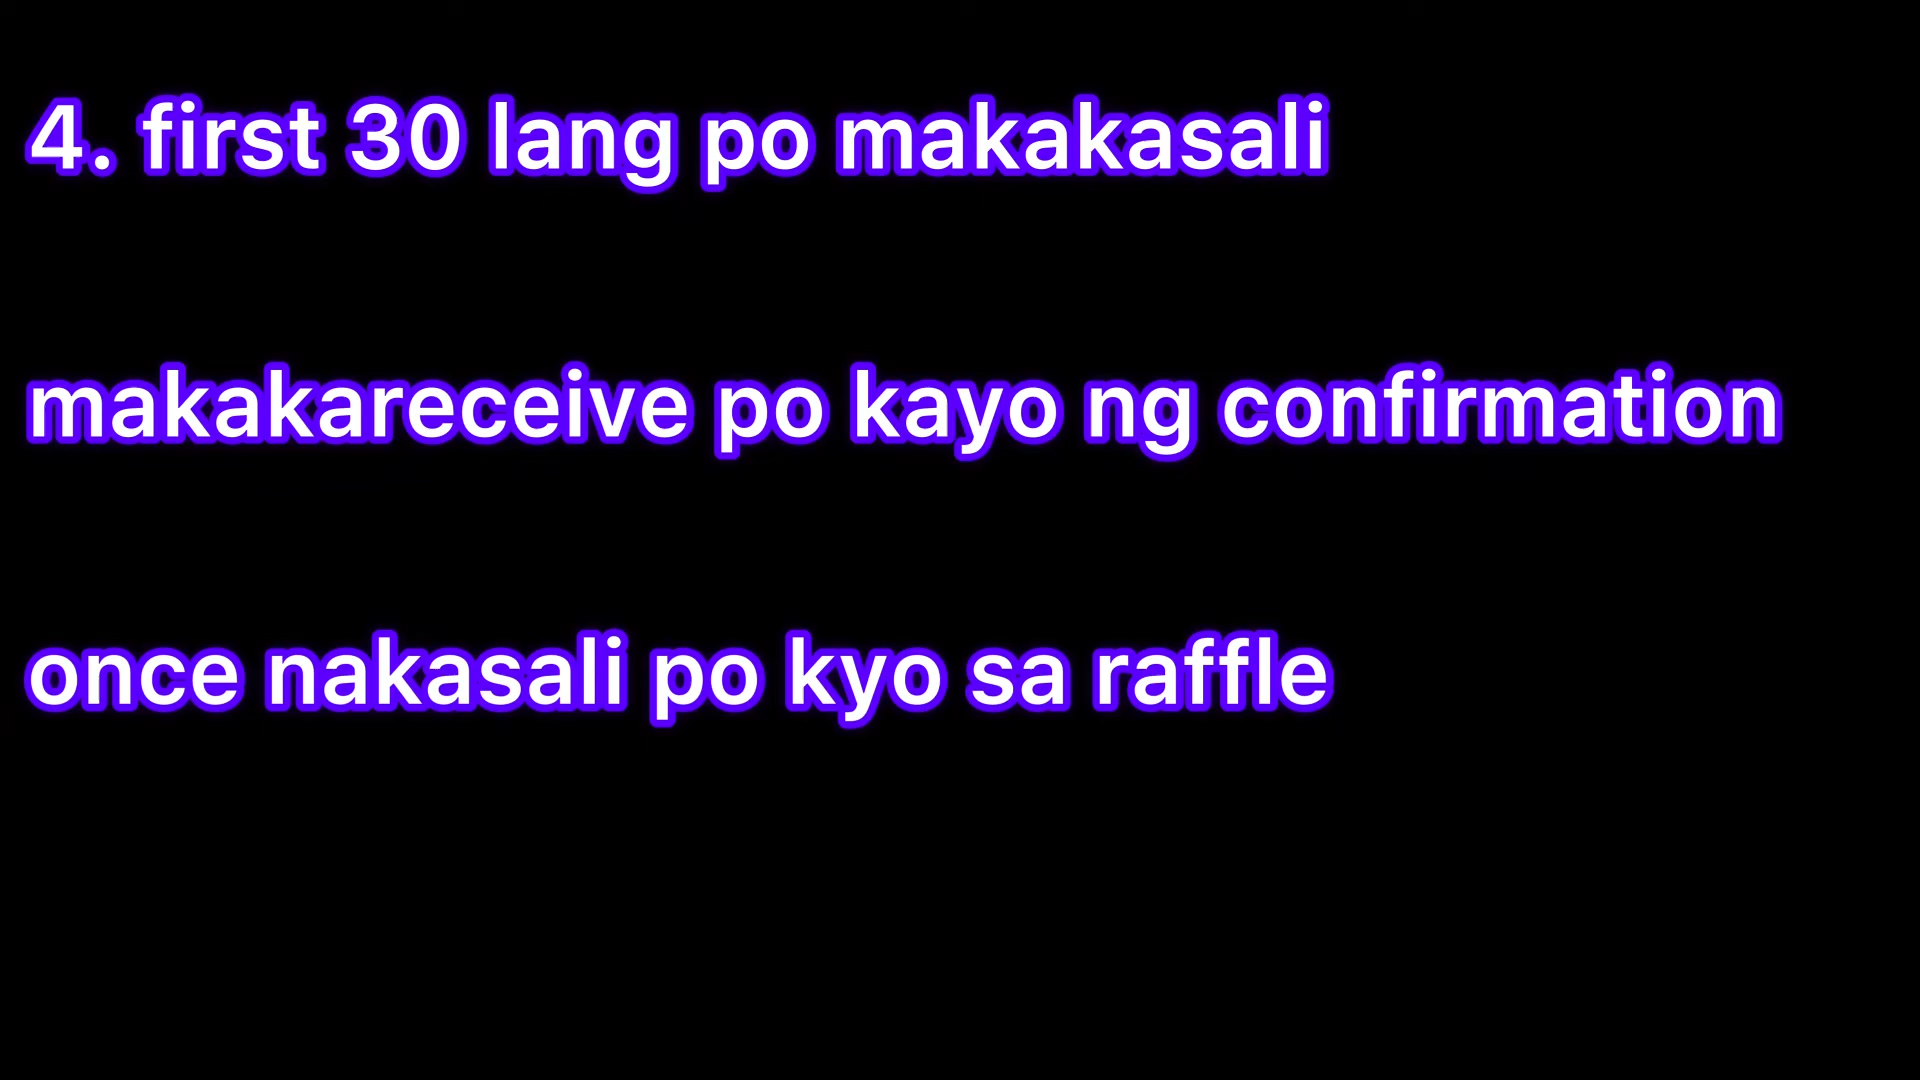 4. first 30 lang po makakasali
makakareceive po kayo ng confirmation
once nakasali po kyo sa raffle